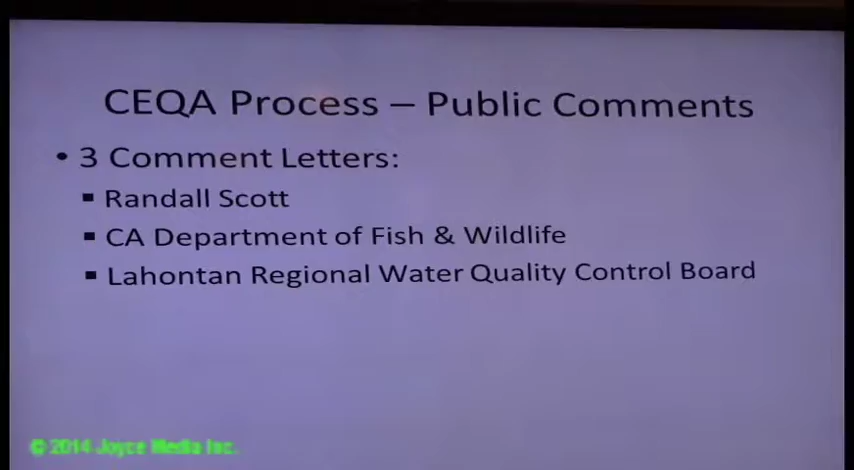 CEQA Process – Public Comments
• 3 Comment Letters:
▪ Randall Scott
▪ CA Department of Fish & Wildlife
▪ Lahontan Regional Water Quality Control Board
© 2014 Joyce Media Inc.